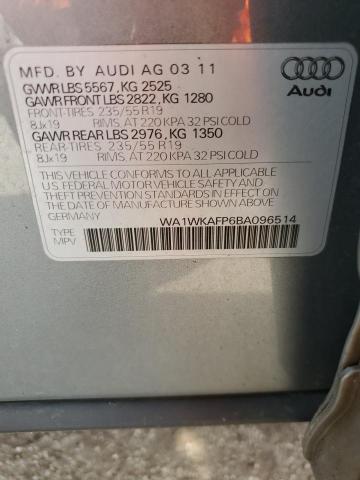 MFD. BY AUDI AG 03 11
GVWR LBS 5567, KG 2525
GAWR FRONT LBS 2822, KG 1280
FRONT-TIRES 235/55 R19
8Jx19 RIMS, AT 220 KPA 32 PSI COLD
GAWR REAR LBS 2976, KG 1350
REAR-TIRES 235/55 R19
8Jx19 RIMS, AT 220 KPA 32 PSI COLD
THIS VEHICLE CONFORMS TO ALL APPLICABLE
U.S. FEDERAL MOTOR VEHICLE SAFETY AND
THEFT PREVENTION STANDARDS IN EFFECT ON
THE DATE OF MANUFACTURE SHOWN ABOVE.
WA1WKAFP6BA096514
TYPE
MPV
Audi